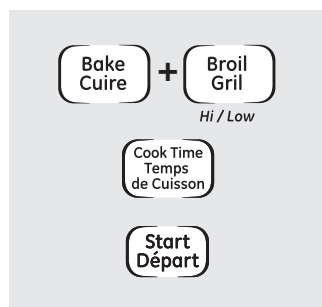 Bake
Cuire
+
Broil
Gril
Hi / Low
Cook Time
Temps
de Cuisson
Start
Départ